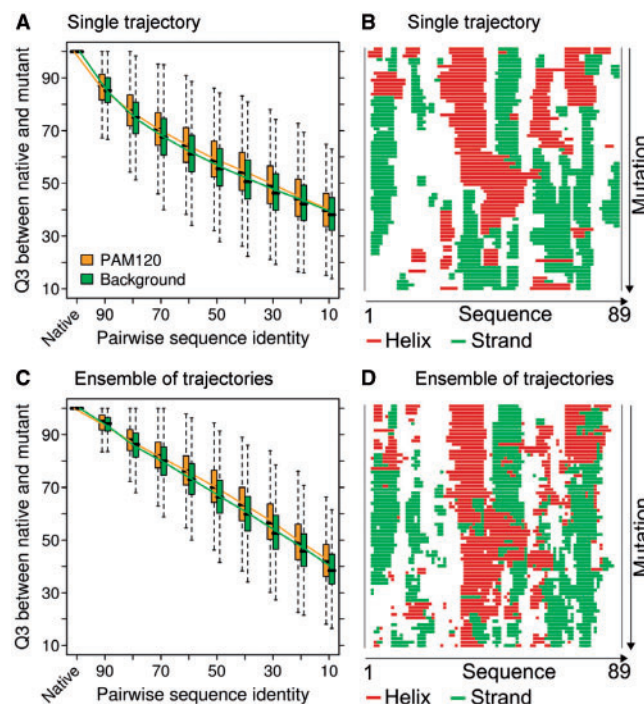 A Single trajectory
Q3 between native and mutant
90
70
50
30
10
PAM120
Background
Native 90 70 50 30 10
Pairwise sequence identity
B Single trajectory
Mutation
1 Sequence 89
Helix Strand
C Ensemble of trajectories
Q3 between native and mutant
90
70
50
30
10
Native 90 70 50 30 10
Pairwise sequence identity
D Ensemble of trajectories
Mutation
1 Sequence 89
Helix Strand